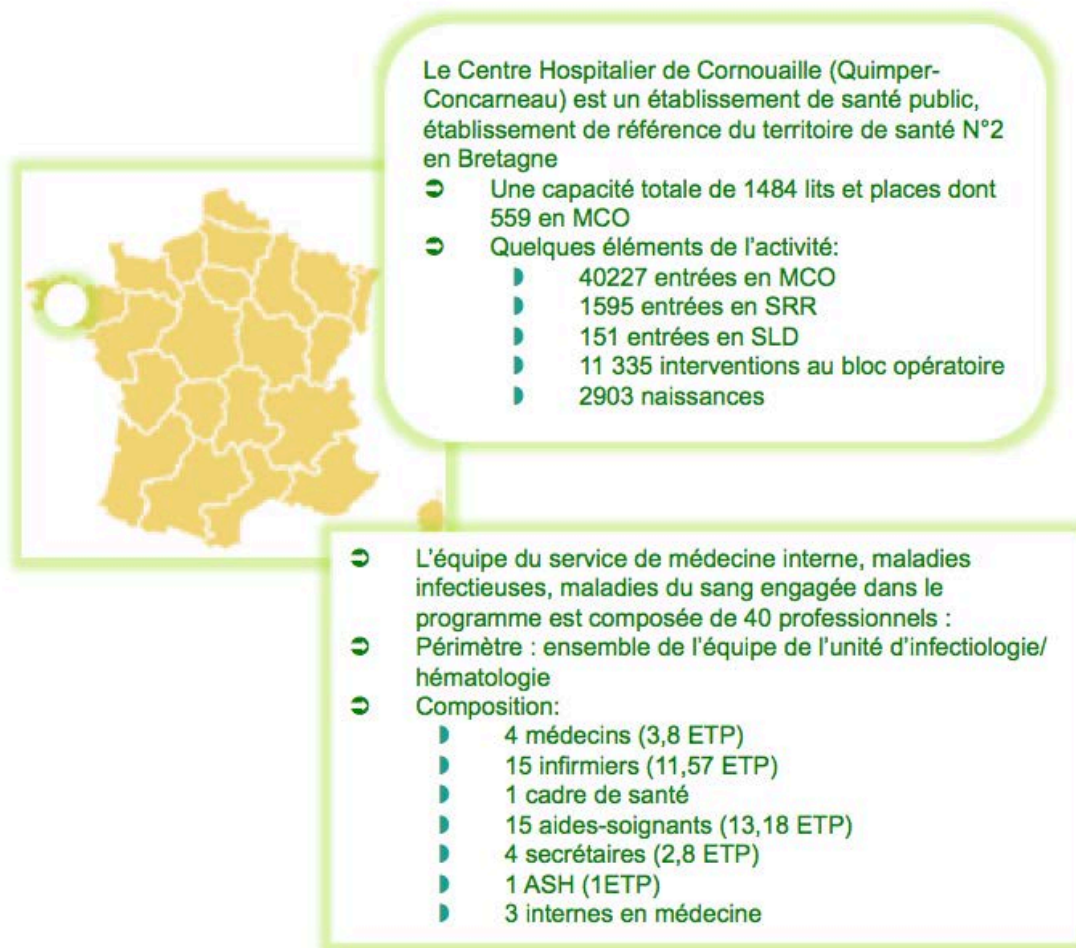 Le Centre Hospitalier de Cornouaille (Quimper-
Concarneau) est un établissement de santé public,
établissement de référence du territoire de santé N°2
en Bretagne
➲ Une capacité totale de 1484 lits et places dont
559 en MCO
➲ Quelques éléments de l'activité:
◗ 40227 entrées en MCO
◗ 1595 entrées en SRR
◗ 151 entrées en SLD
◗ 11 335 interventions au bloc opératoire
◗ 2903 naissances
➲ L'équipe du service de médecine interne, maladies
infectieuses, maladies du sang engagée dans le
programme est composée de 40 professionnels :
➲ Périmètre : ensemble de l'équipe de l'unité d'infectiologie/
hématologie
➲ Composition:
◗ 4 médecins (3,8 ETP)
◗ 15 infirmiers (11,57 ETP)
◗ 1 cadre de santé
◗ 15 aides-soignants (13,18 ETP)
◗ 4 secrétaires (2,8 ETP)
◗ 1 ASH (1ETP)
◗ 3 internes en médecine